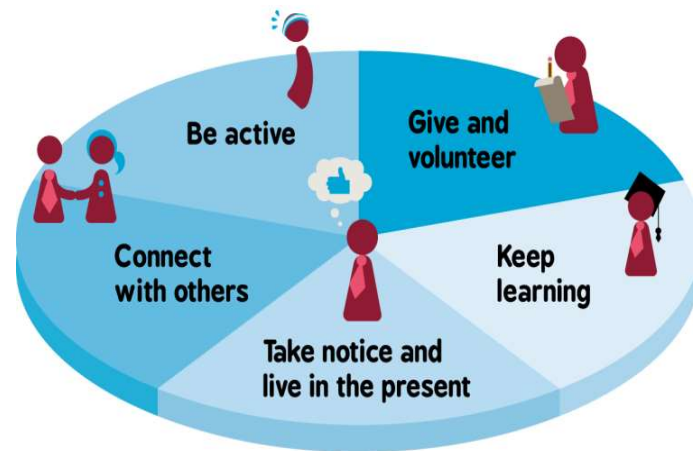 Be active
Give and
volunteer
Connect
with others
Keep
learning
Take notice and
live in the present